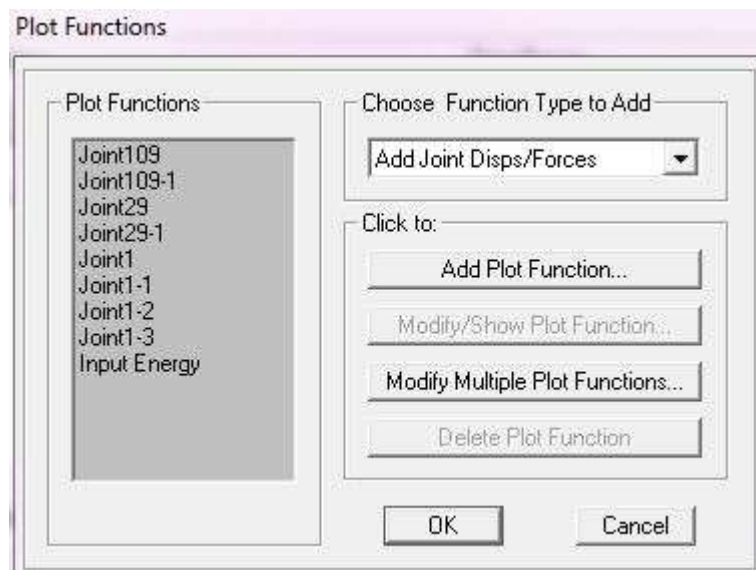 Plot Functions
Plot Functions
Joint109
Joint109-1
Joint29
Joint29-1
Joint1
Joint1-1
Joint1-2
Joint1-3
Input Energy
Choose Function Type to Add
Add Joint Disps/Forces
Click to:
Add Plot Function...
Modify/Show Plot Function...
Modify Multiple Plot Functions...
Delete Plot Function
OK
Cancel